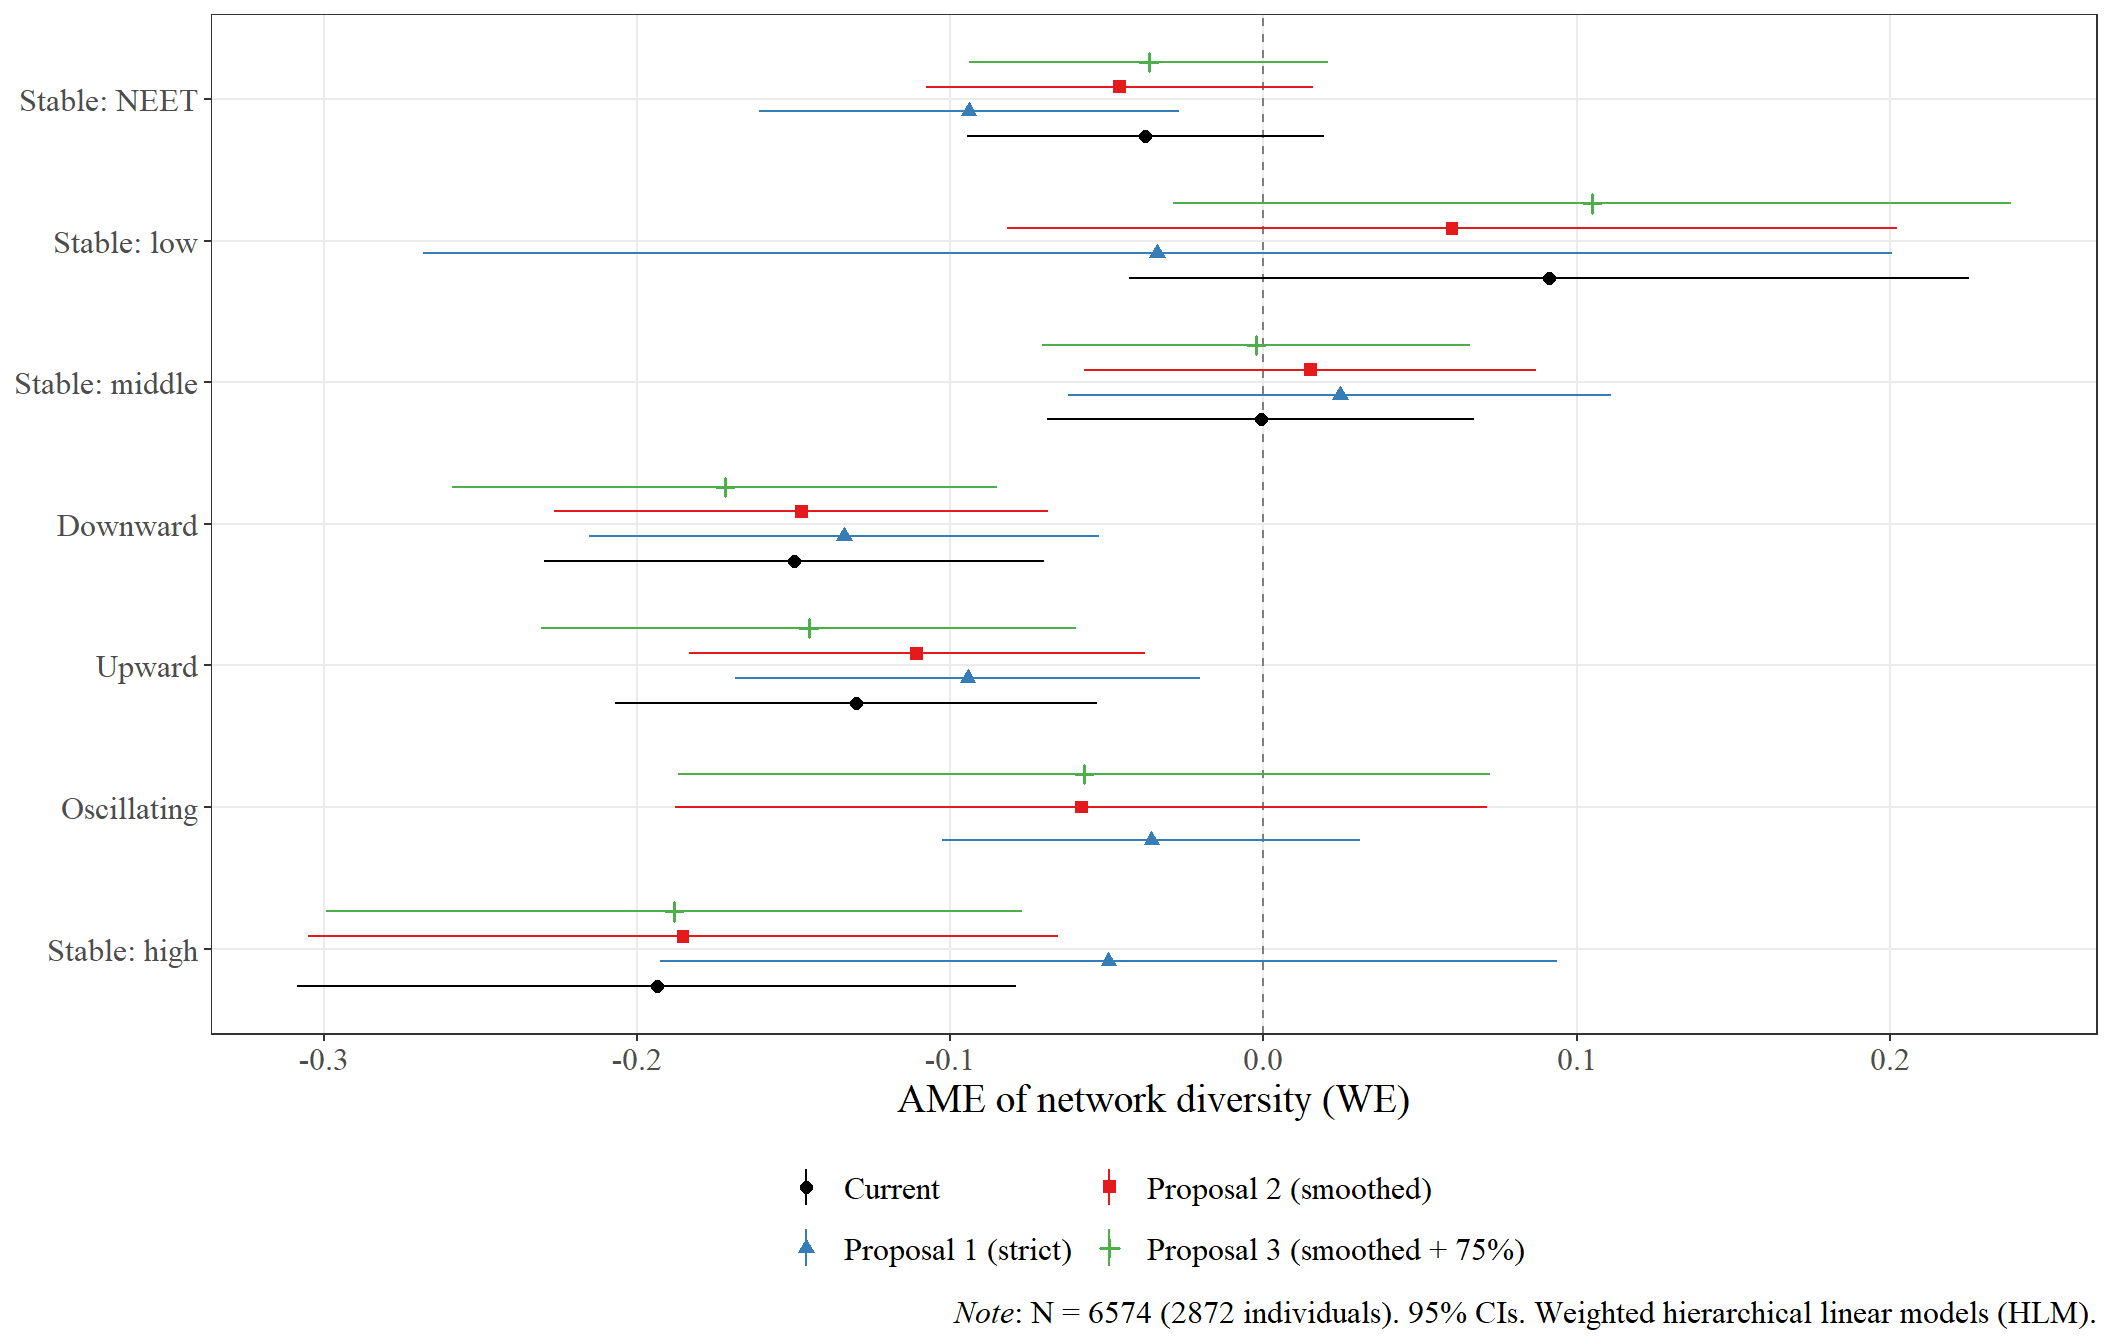 Stable: NEET
Stable: low
Stable: middle
Downward
Upward
Oscillating
Stable: high
-0.3 -0.2 -0.1 0.0 0.1 0.2
AME of network diversity (WE)
Current Proposal 2 (smoothed)
Proposal 1 (strict) Proposal 3 (smoothed + 75%)
Note: N = 6574 (2872 individuals). 95% CIs. Weighted hierarchical linear models (HLM).